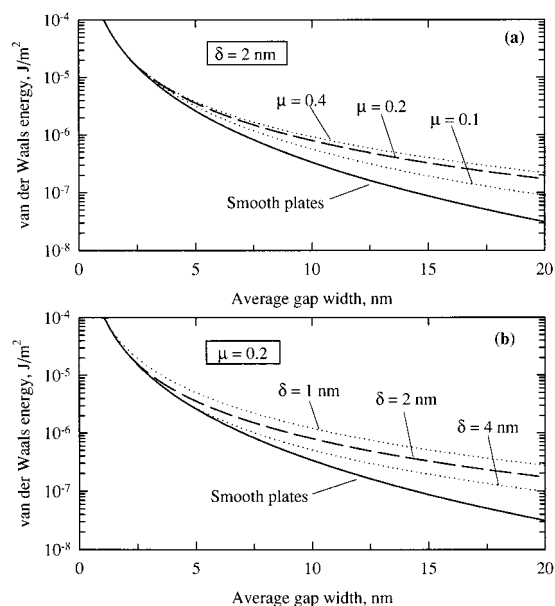 (a)
δ = 2 nm
μ = 0.4
μ = 0.2
μ = 0.1
Smooth plates
van der Waals energy, J/m²
10⁻⁴
10⁻⁵
10⁻⁶
10⁻⁷
10⁻⁸
0 5 10 15 20
Average gap width, nm
(b)
μ = 0.2
δ = 1 nm
δ = 2 nm
δ = 4 nm
Smooth plates
van der Waals energy, J/m²
10⁻⁴
10⁻⁵
10⁻⁶
10⁻⁷
10⁻⁸
0 5 10 15 20
Average gap width, nm